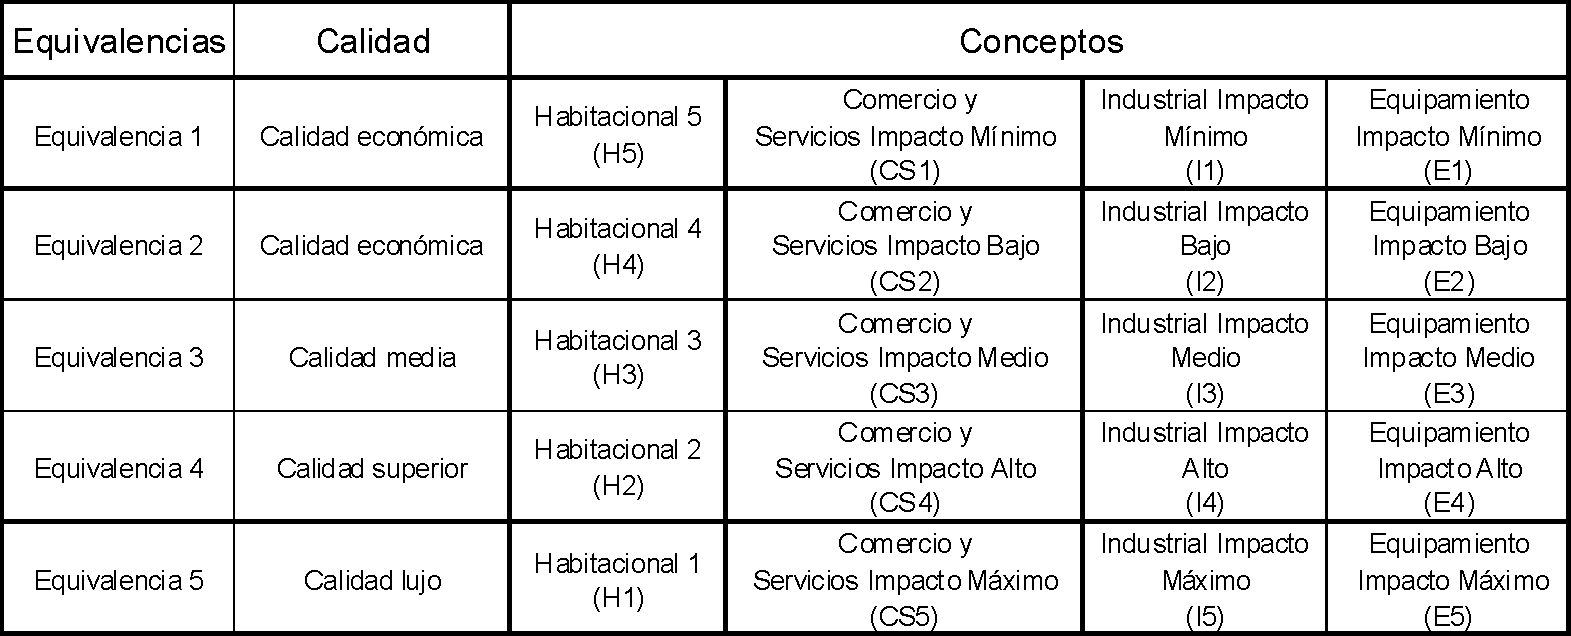 Equivalencias Calidad Conceptos
Equivalencia 1
Calidad económica
Habitacional 5
(H5)
Comercio y
Servicios Impacto Mínimo
(CS1)
Industrial Impacto
Mínimo
(I1)
Equipamiento
Impacto Mínimo
(E1)
Equivalencia 2
Calidad económica
Habitacional 4
(H4)
Comercio y
Servicios Impacto Bajo
(CS2)
Industrial Impacto
Bajo
(I2)
Equipamiento
Impacto Bajo
(E2)
Equivalencia 3
Calidad media
Habitacional 3
(H3)
Comercio y
Servicios Impacto Medio
(CS3)
Industrial Impacto
Medio
(I3)
Equipamiento
Impacto Medio
(E3)
Equivalencia 4
Calidad superior
Habitacional 2
(H2)
Comercio y
Servicios Impacto Alto
(CS4)
Industrial Impacto
Alto
(I4)
Equipamiento
Impacto Alto
(E4)
Equivalencia 5
Calidad lujo
Habitacional 1
(H1)
Comercio y
Servicios Impacto Máximo
(CS5)
Industrial Impacto
Máximo
(I5)
Equipamiento
Impacto Máximo
(E5)